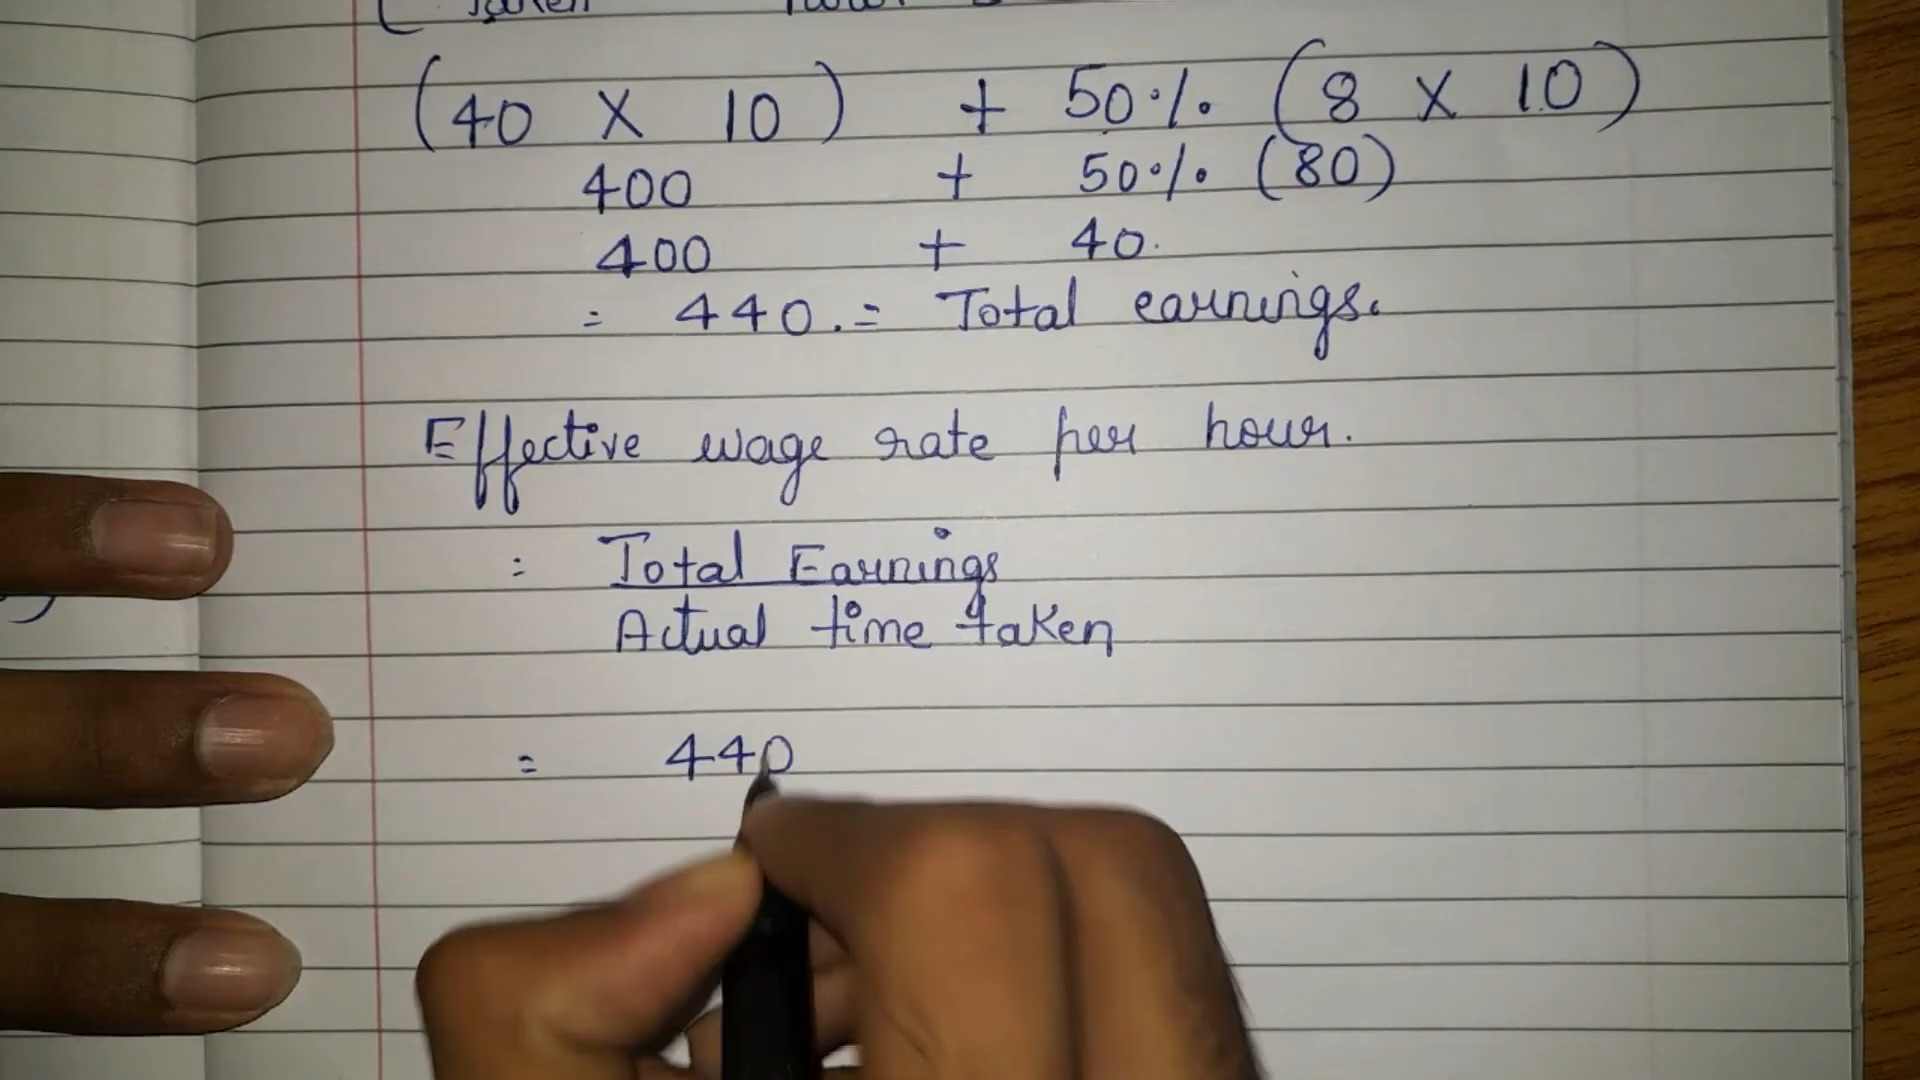 (40 X 10) + 50% (8 X 10)
400 + 50% (80)
400 + 40.
= 440. = Total earnings.
Effective wage rate per hour.
= Total Earnings
Actual time taken
= 440